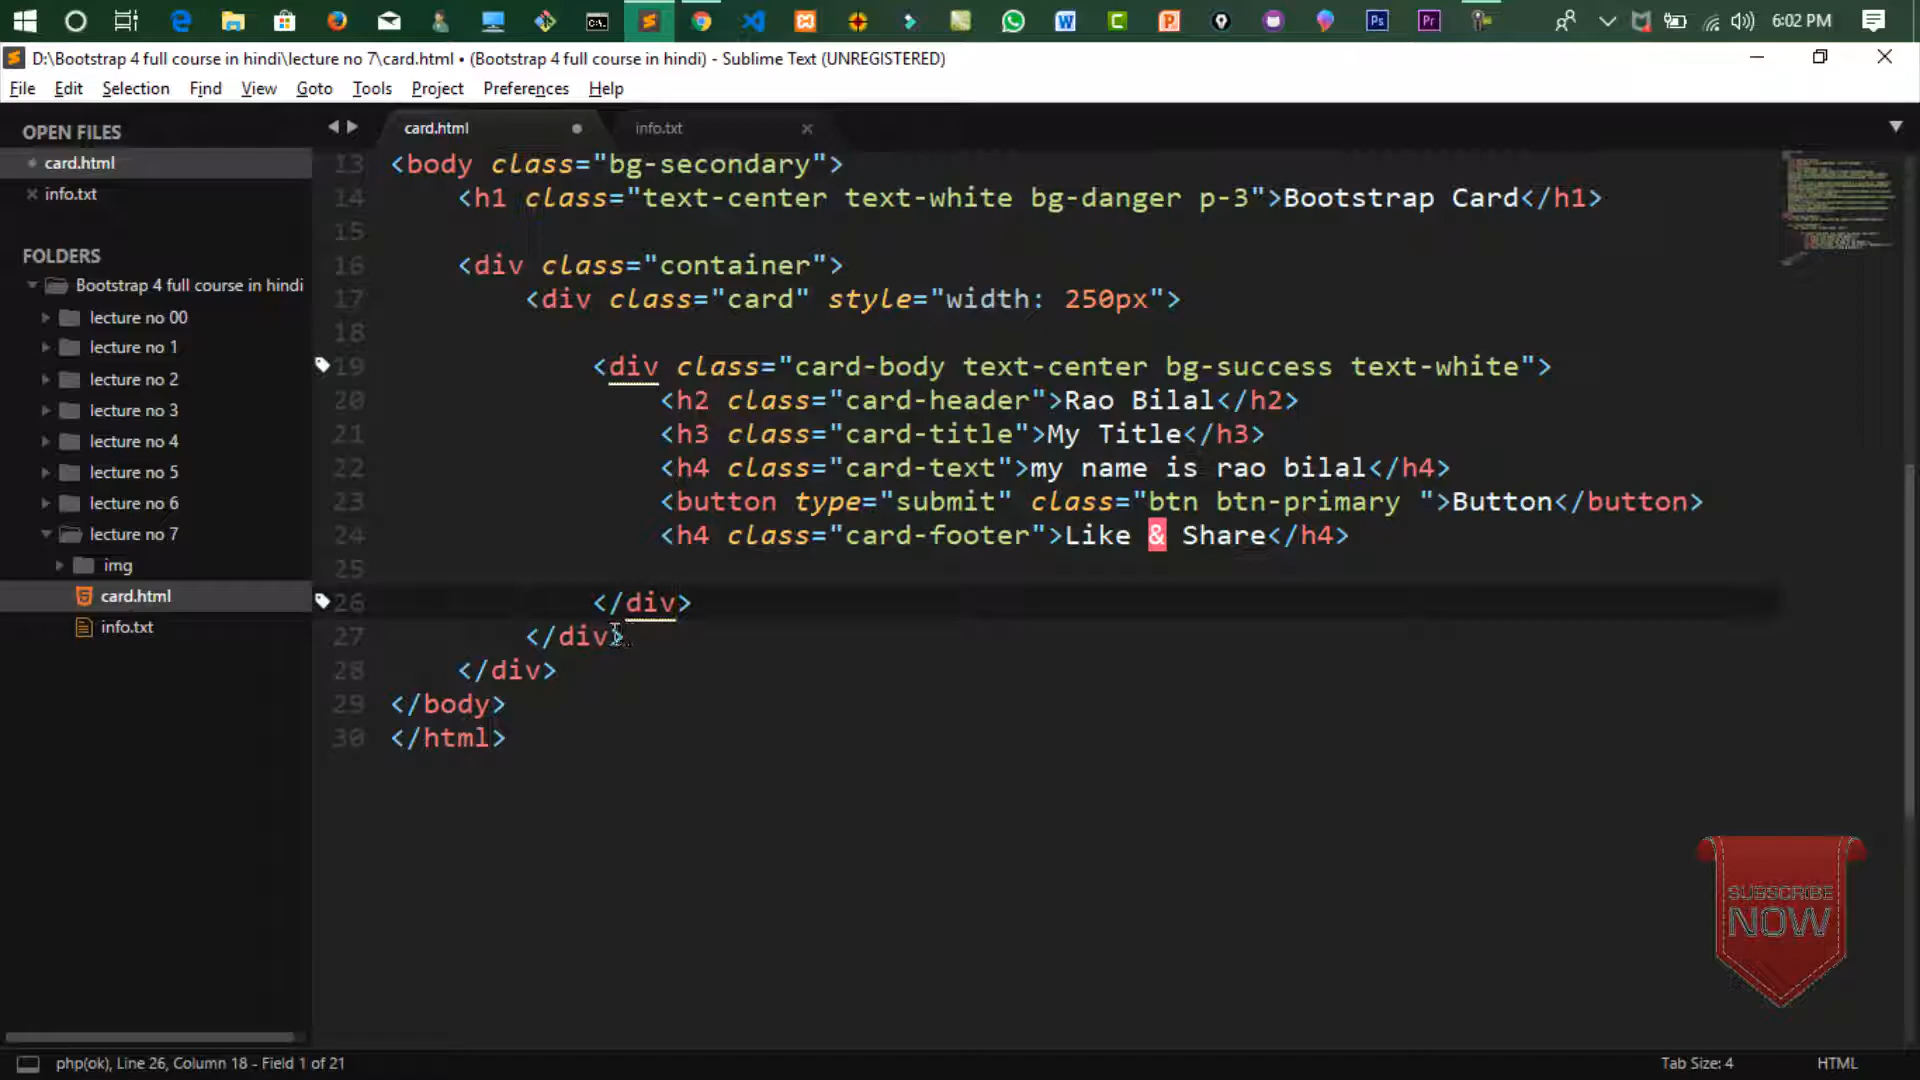 6:02 PM
D:\Bootstrap 4 full course in hindi\lecture no 7\card.html • (Bootstrap 4 full course in hindi) - Sublime Text (UNREGISTERED)
File Edit Selection Find View Goto Tools Project Preferences Help
OPEN FILES
card.html
info.txt
FOLDERS
Bootstrap 4 full course in hindi
lecture no 00
lecture no 1
lecture no 2
lecture no 3
lecture no 4
lecture no 5
lecture no 6
lecture no 7
img
card.html
info.txt
card.html info.txt
13 <body class="bg-secondary">
14 <h1 class="text-center text-white bg-danger p-3">Bootstrap Card</h1>
15
16 <div class="container">
17 <div class="card" style="width: 250px">
18
19 <div class="card-body text-center bg-success text-white">
20 <h2 class="card-header">Rao Bilal</h2>
21 <h3 class="card-title">My Title</h3>
22 <h4 class="card-text">my name is rao bilal</h4>
23 <button type="submit" class="btn btn-primary ">Button</button>
24 <h4 class="card-footer">Like & Share</h4>
25
26 </div>
27 </div>
28 </div>
29 </body>
30 </html>
SUBSCRIBE
NOW
php(ok), Line 26, Column 18 - Field 1 of 21
Tab Size: 4 HTML